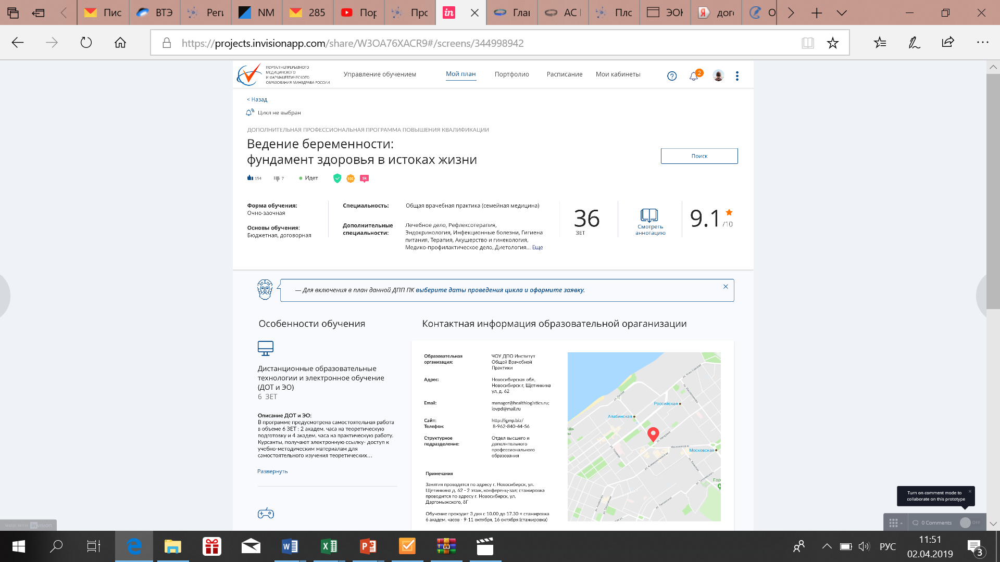 Пис
ВТЭ
Реги
NM
285
Пор
Про
in
Глав
АС
Плс
ЭОК
дого
О
https://projects.invisionapp.com/share/W3OA76XACR9#/screens/344998942
ПОРТАЛ НЕПРЕРЫВНОГО
МЕДИЦИНСКОГО
И ФАРМАЦЕВТИЧЕСКОГО
ОБРАЗОВАНИЯ МИНЗДРАВА РОССИИ
Управление обучением
Мой план
Портфолио
Расписание
Мои кабинеты
2
< Назад
Цикл не выбран
ДОПОЛНИТЕЛЬНАЯ ПРОФЕССИОНАЛЬНАЯ ПРОГРАММА ПОВЫШЕНИЯ КВАЛИФИКАЦИИ
Ведение беременности:
фундамент здоровья в истоках жизни
Поиск
154
7
Идет
100
5k
Форма обучения:
Очно-заочная
Основы обучения:
Бюджетная, договорная
Специальность:
Общая врачебная практика (семейная медицина)
Дополнительные
специальности:
Лечебное дело, Рефлексотерапия,
Эндокринология, Инфекционные болезни, Гигиена
питания, Терапия, Акушерство и гинекология,
Медико-профилактическое дело, Диетология... Еще
36
ЗЕТ
Смотреть
аннотацию
9.1
/10
— Для включения в план данной ДПП ПК выберите даты проведения цикла и оформите заявку.
Особенности обучения
Дистанционные образовательные
технологии и электронное обучение
(ДОТ и ЭО)
6 ЗЕТ
Описание ДОТ и ЭО:
В программе предусмотрена самостоятельная работа
в объеме 6 ЗЕТ : 2 академ. часа на теоретическую
подготовку и 4 академ. часа на практическую работу.
Курсанты, получают электронную ссылку- доступ к
учебно-методическим материалам для
самостоятельного изучения теоретических...
Развернуть
Контактная информация образовательной ораганизации
Образовательная
организация:
ЧОУ ДПО Институт
Общей Врачебной
Практики
Адрес:
Новосибирская обл,
Новосибирск г, Щетинкина
ул, д. 62
Email:
manager@healthlogistics.ru;
iovpd@mail.ru
Сайт:
http://igmp.biz/
Телефон:
8-962-840-44-56
Структурное
подразделение:
Отдел высшего и
дополнтельного
профессионального
образования
Примечания
Занятия проводятся по адресу г. Новосибирск, ул.
Щетинкина д. 62 - 2 этаж, конференц-зал; стажировка
проводится по адресу г. Новосибирск, ул.
Даргомыжского, 8Г
Обучение проходит 3 дня с 10.00 до 17.30 + стажировка
6 академ. часов - 9-11 октября, 16 октября (стажировка)
Российская
Алабинская
Московская
Turn on comment mode to
collaborate on this prototype
MADE WITH invision
0 Comments
OFF
РУС
11:51
02.04.2019
3